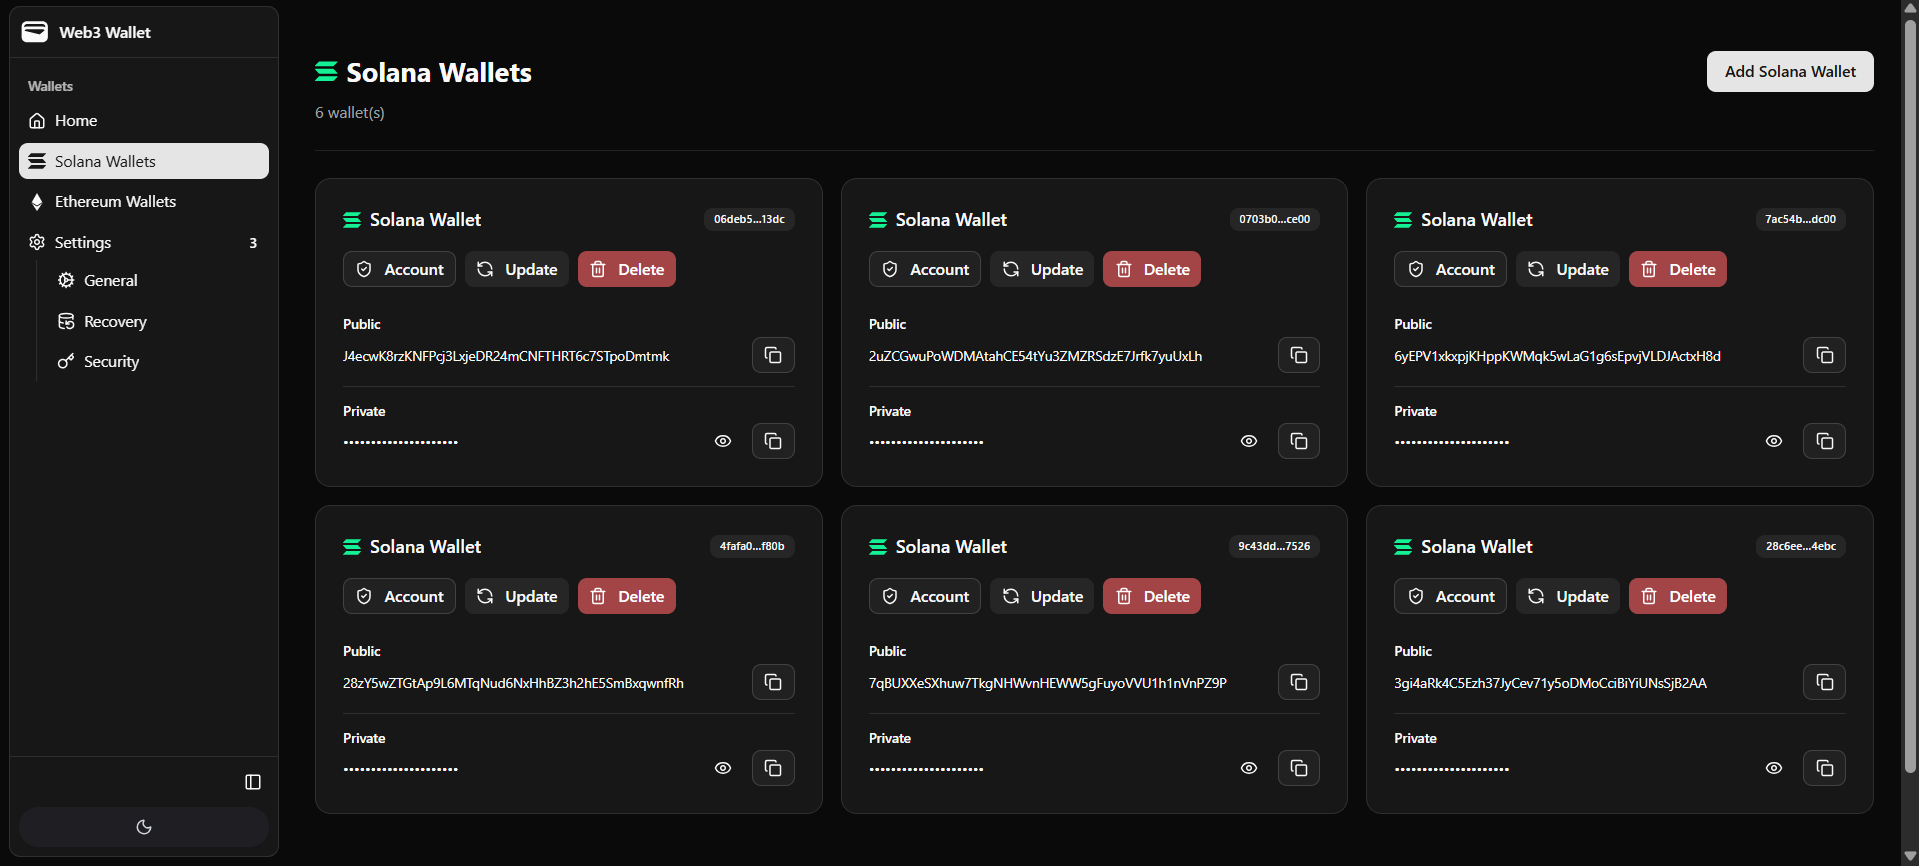 Web3 Wallet
Wallets
Home
Solana Wallets
Ethereum Wallets
Settings 3
General
Recovery
Security
Solana Wallets
6 wallet(s)
Add Solana Wallet
Solana Wallet 06deb5...13dc
Account Update Delete
Public
J4ecwK8rzKNFPcj3LxjeDR24mCNFTHRT6c7STpoDmtmk
Private
•••••••••••••••••••••
Solana Wallet 0703b0...ce00
Account Update Delete
Public
2uZCGwuPoWDMAtahCE54tYu3ZMZRSdzE7Jrfk7yuUxLh
Private
•••••••••••••••••••••
Solana Wallet 7ac54b...dc00
Account Update Delete
Public
6yEPV1xkxpjKHppKWMqk5wLaG1g6sEpvjVLDJActxH8d
Private
•••••••••••••••••••••
Solana Wallet 4fafa0...f80b
Account Update Delete
Public
28zY5wZTGtAp9L6MTqNud6NxHhBZ3h2hE5SmBxqwnfRh
Private
•••••••••••••••••••••
Solana Wallet 9c43dd...7526
Account Update Delete
Public
7qBUXXeSXhuw7TkgNHWvnHEWW5gFuyoVVU1h1nVnPZ9P
Private
•••••••••••••••••••••
Solana Wallet 28c6ee...4ebc
Account Update Delete
Public
3gi4aRk4C5Ezh37JyCev71y5oDMoCciBiYiUNsSjB2AA
Private
•••••••••••••••••••••